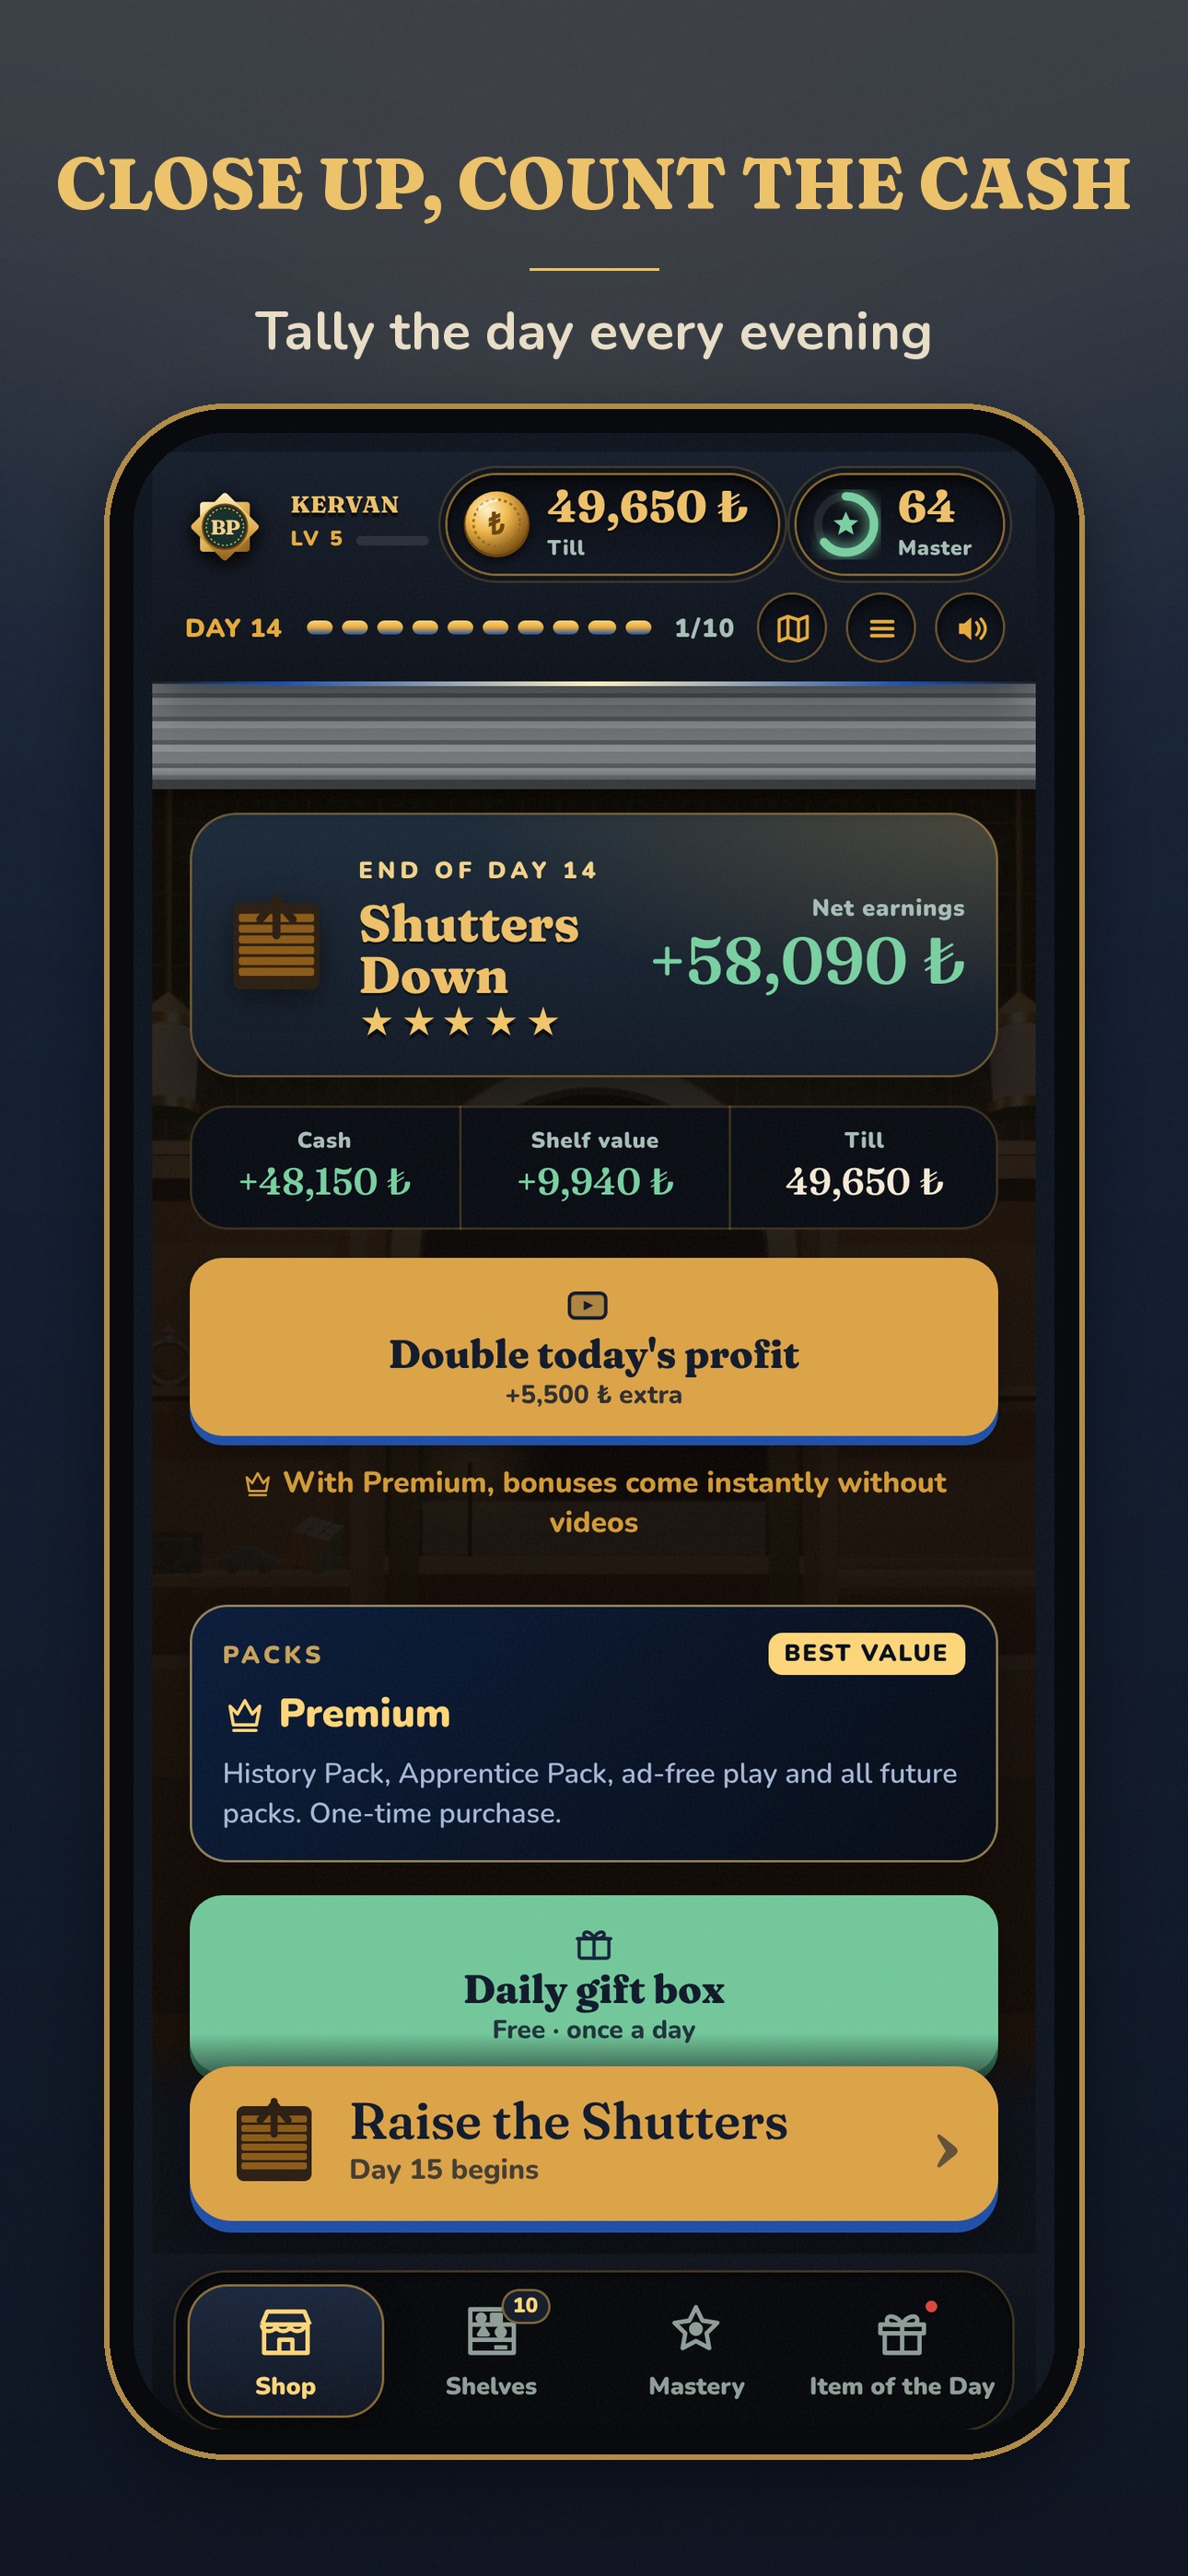 CLOSE UP, COUNT THE CASH
Tally the day every evening
BP
KERVAN
LV 5
₺
49,650 ₺
Till
64
Master
DAY 14
1/10
END OF DAY 14
Shutters
Down
★★★★★
Net earnings
+58,090 ₺
Cash
+48,150 ₺
Shelf value
+9,940 ₺
Till
49,650 ₺
Double today's profit
+5,500 ₺ extra
With Premium, bonuses come instantly without
videos
PACKS
BEST VALUE
Premium
History Pack, Apprentice Pack, ad-free play and all future
packs. One-time purchase.
Daily gift box
Free · once a day
Raise the Shutters
Day 15 begins
Shop
10
Shelves
Mastery
Item of the Day